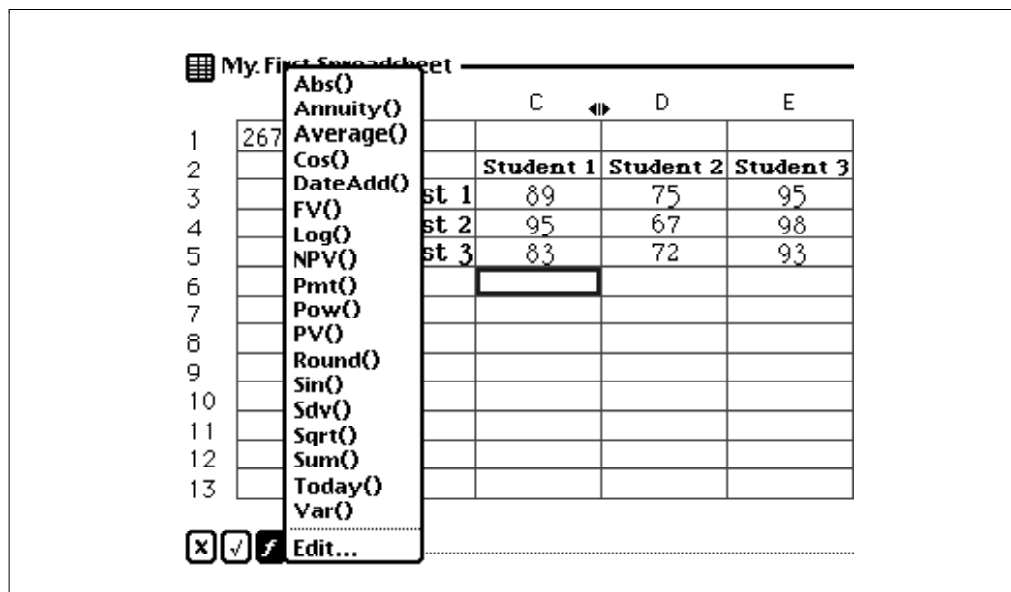 My First Spreadsheet
C D E
1 267
2 Student 1 Student 2 Student 3
3 st 1 89 75 95
4 st 2 95 67 98
5 st 3 83 72 93
6
7
8
9
10
11
12
13
Abs()
Annuity()
Average()
Cos()
DateAdd()
FV()
Log()
NPV()
Pmt()
Pow()
PV()
Round()
Sin()
Sdv()
Sqrt()
Sum()
Today()
Var()
X √ f Edit...